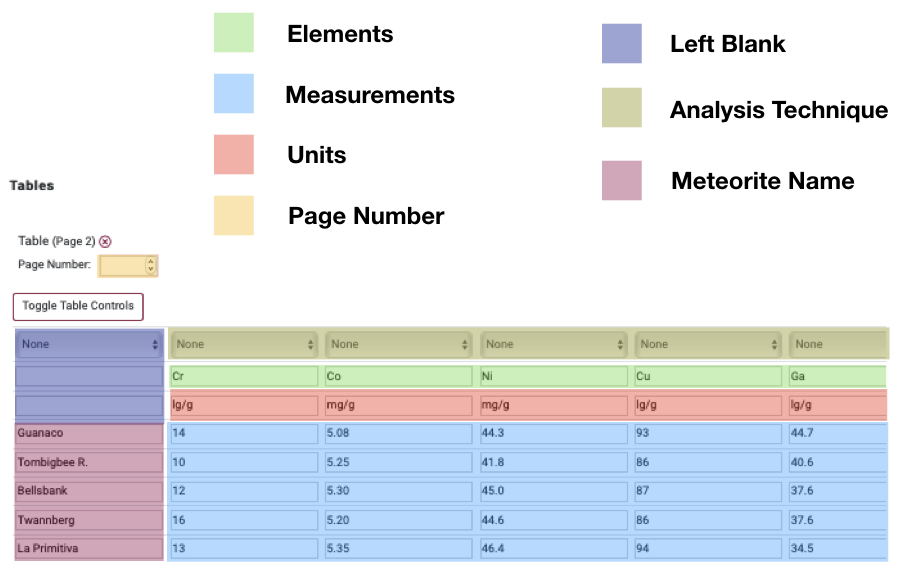 Elements
Left Blank
Measurements
Analysis Technique
Units
Meteorite Name
Page Number
Tables
Table (Page 2)
Page Number:
Toggle Table Controls
None None None None None None
Cr Co Ni Cu Ga
lg/g mg/g mg/g lg/g lg/g
Guanaco 14 5.08 44.3 93 44.7
Tombigbee R. 10 5.25 41.8 86 40.6
Bellsbank 12 5.30 45.0 87 37.6
Twannberg 16 5.20 44.6 86 37.6
La Primitiva 13 5.35 46.4 94 34.5